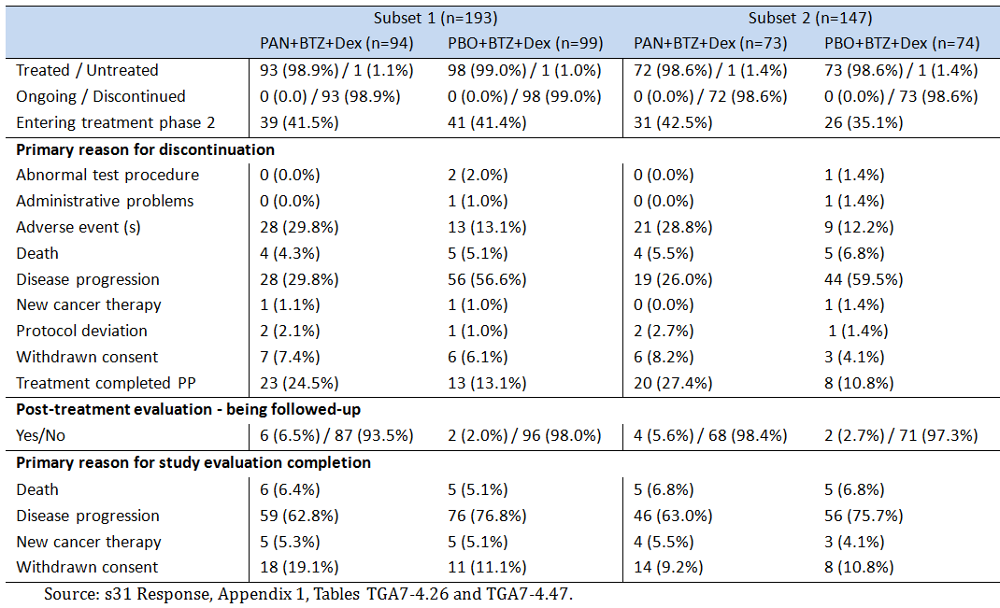 Subset 1 (n=193) Subset 2 (n=147)
PAN+BTZ+Dex (n=94) PBO+BTZ+Dex (n=99) PAN+BTZ+Dex (n=73) PBO+BTZ+Dex (n=74)
Treated / Untreated 93 (98.9%) / 1 (1.1%) 98 (99.0%) / 1 (1.0%) 72 (98.6%) / 1 (1.4%) 73 (98.6%) / 1 (1.4%)
Ongoing / Discontinued 0 (0.0) / 93 (98.9%) 0 (0.0%) / 98 (99.0%) 0 (0.0%) / 72 (98.6%) 0 (0.0%) / 73 (98.6%)
Entering treatment phase 2 39 (41.5%) 41 (41.4%) 31 (42.5%) 26 (35.1%)
Primary reason for discontinuation
Abnormal test procedure 0 (0.0%) 2 (2.0%) 0 (0.0%) 1 (1.4%)
Administrative problems 0 (0.0%) 1 (1.0%) 0 (0.0%) 1 (1.4%)
Adverse event (s) 28 (29.8%) 13 (13.1%) 21 (28.8%) 9 (12.2%)
Death 4 (4.3%) 5 (5.1%) 4 (5.5%) 5 (6.8%)
Disease progression 28 (29.8%) 56 (56.6%) 19 (26.0%) 44 (59.5%)
New cancer therapy 1 (1.1%) 1 (1.0%) 0 (0.0%) 1 (1.4%)
Protocol deviation 2 (2.1%) 1 (1.0%) 2 (2.7%) 1 (1.4%)
Withdrawn consent 7 (7.4%) 6 (6.1%) 6 (8.2%) 3 (4.1%)
Treatment completed PP 23 (24.5%) 13 (13.1%) 20 (27.4%) 8 (10.8%)
Post-treatment evaluation - being followed-up
Yes/No 6 (6.5%) / 87 (93.5%) 2 (2.0%) / 96 (98.0%) 4 (5.6%) / 68 (98.4%) 2 (2.7%) / 71 (97.3%)
Primary reason for study evaluation completion
Death 6 (6.4%) 5 (5.1%) 5 (6.8%) 5 (6.8%)
Disease progression 59 (62.8%) 76 (76.8%) 46 (63.0%) 56 (75.7%)
New cancer therapy 5 (5.3%) 5 (5.1%) 4 (5.5%) 3 (4.1%)
Withdrawn consent 18 (19.1%) 11 (11.1%) 14 (9.2%) 8 (10.8%)
Source: s31 Response, Appendix 1, Tables TGA7-4.26 and TGA7-4.47.